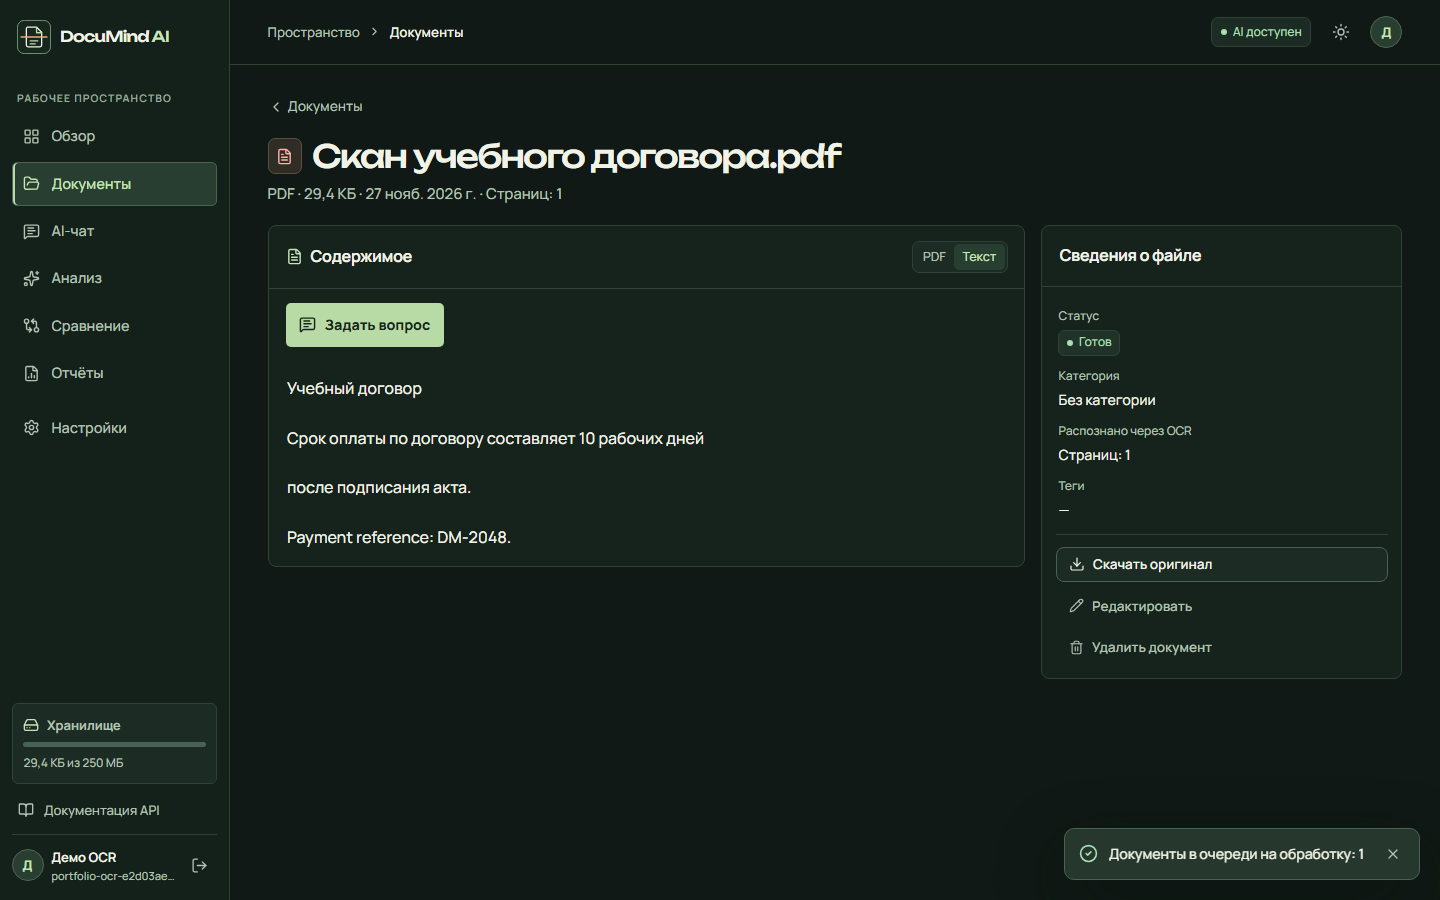 DocuMind AI
РАБОЧЕЕ ПРОСТРАНСТВО
Обзор
Документы
AI-чат
Анализ
Сравнение
Отчёты
Настройки
Хранилище
29,4 КБ из 250 МБ
Документация API
Д
Демо OCR
portfolio-ocr-e2d03ae...
Пространство > Документы
AI доступен
Д
Документы
Скан учебного договора.pdf
PDF · 29,4 КБ · 27 нояб. 2026 г. · Страниц: 1
Содержимое
PDF Текст
Задать вопрос
Учебный договор
Срок оплаты по договору составляет 10 рабочих дней
после подписания акта.
Payment reference: DM-2048.
Сведения о файле
Статус
Готов
Категория
Без категории
Распознано через OCR
Страниц: 1
Теги
—
Скачать оригинал
Редактировать
Удалить документ
Документы в очереди на обработку: 1